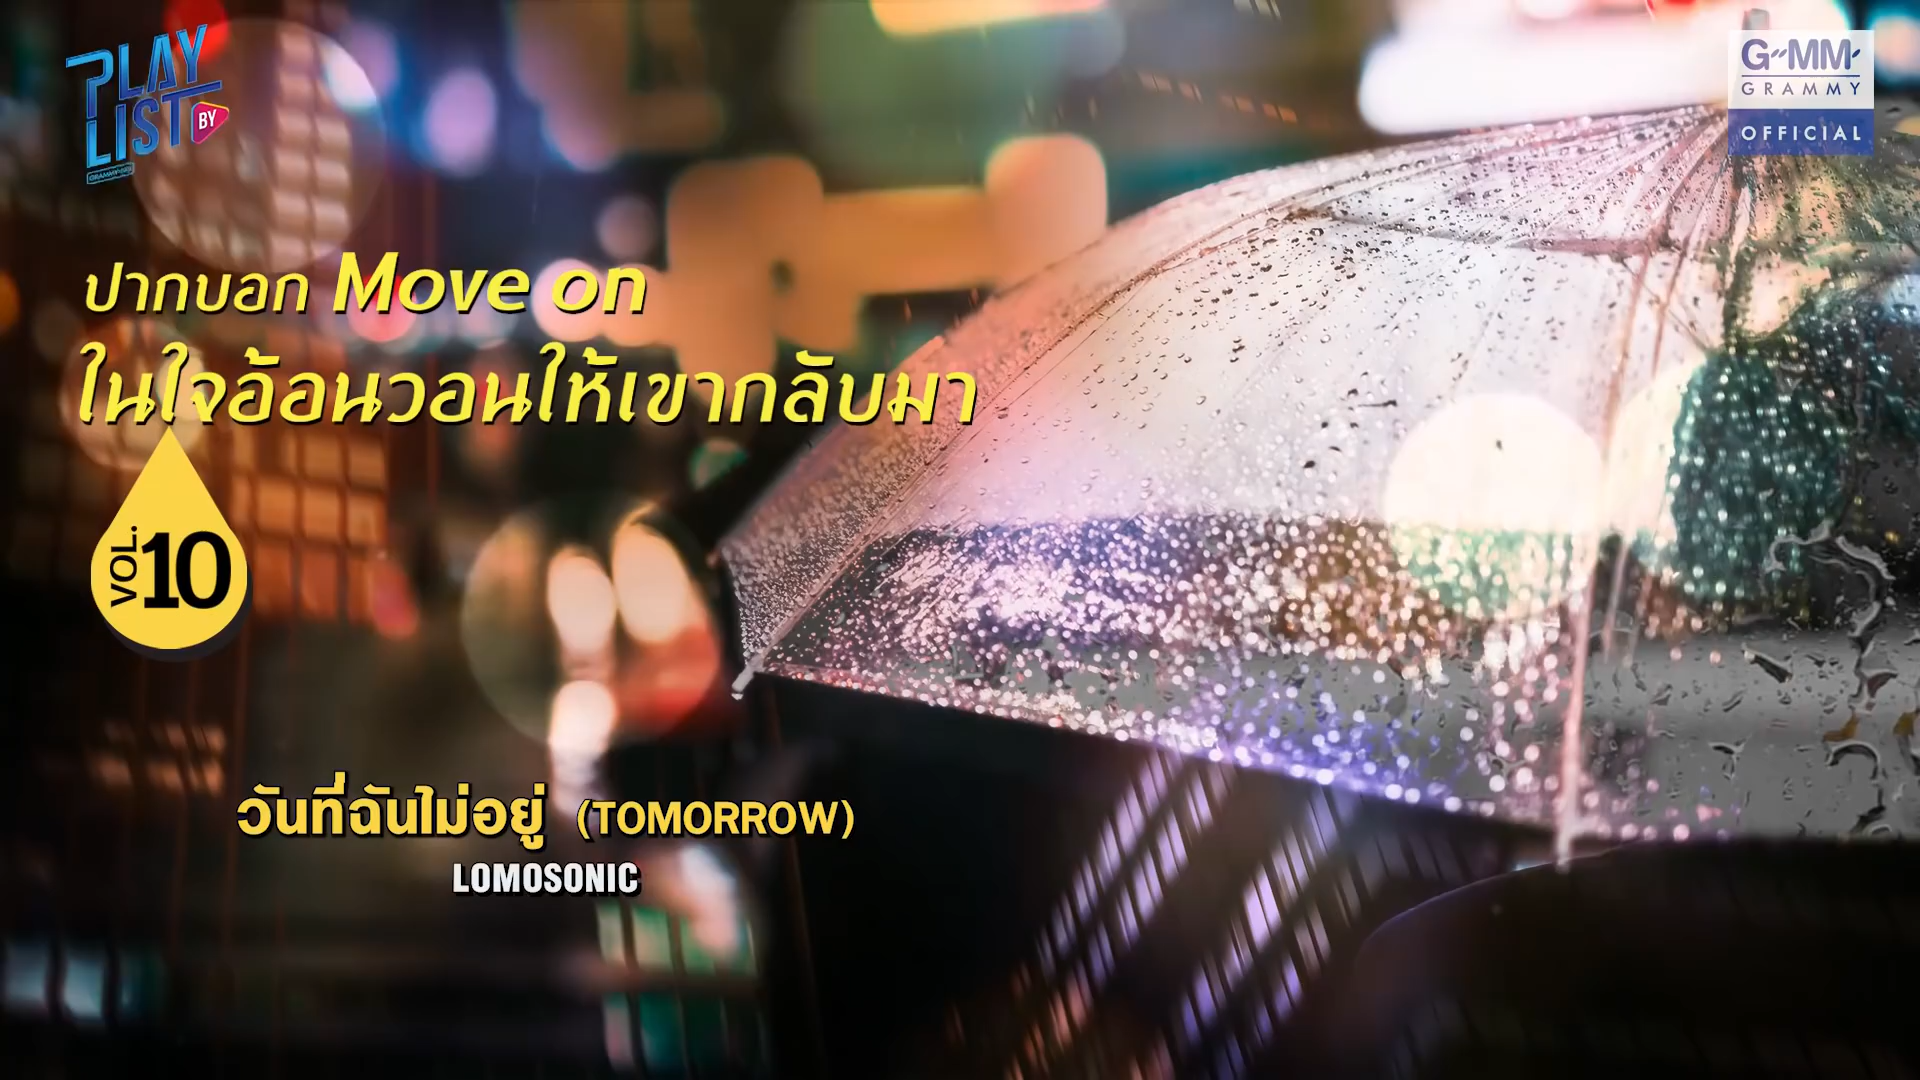 PLAY
LIST BY
G"MM'
GRAMMY
OFFICIAL
ปากบอก Move on
ในใจอ้อนวอนให้เขากลับมา
VOL. 10
วันที่ฉันไม่อยู่ (TOMORROW)
LOMOSONIC